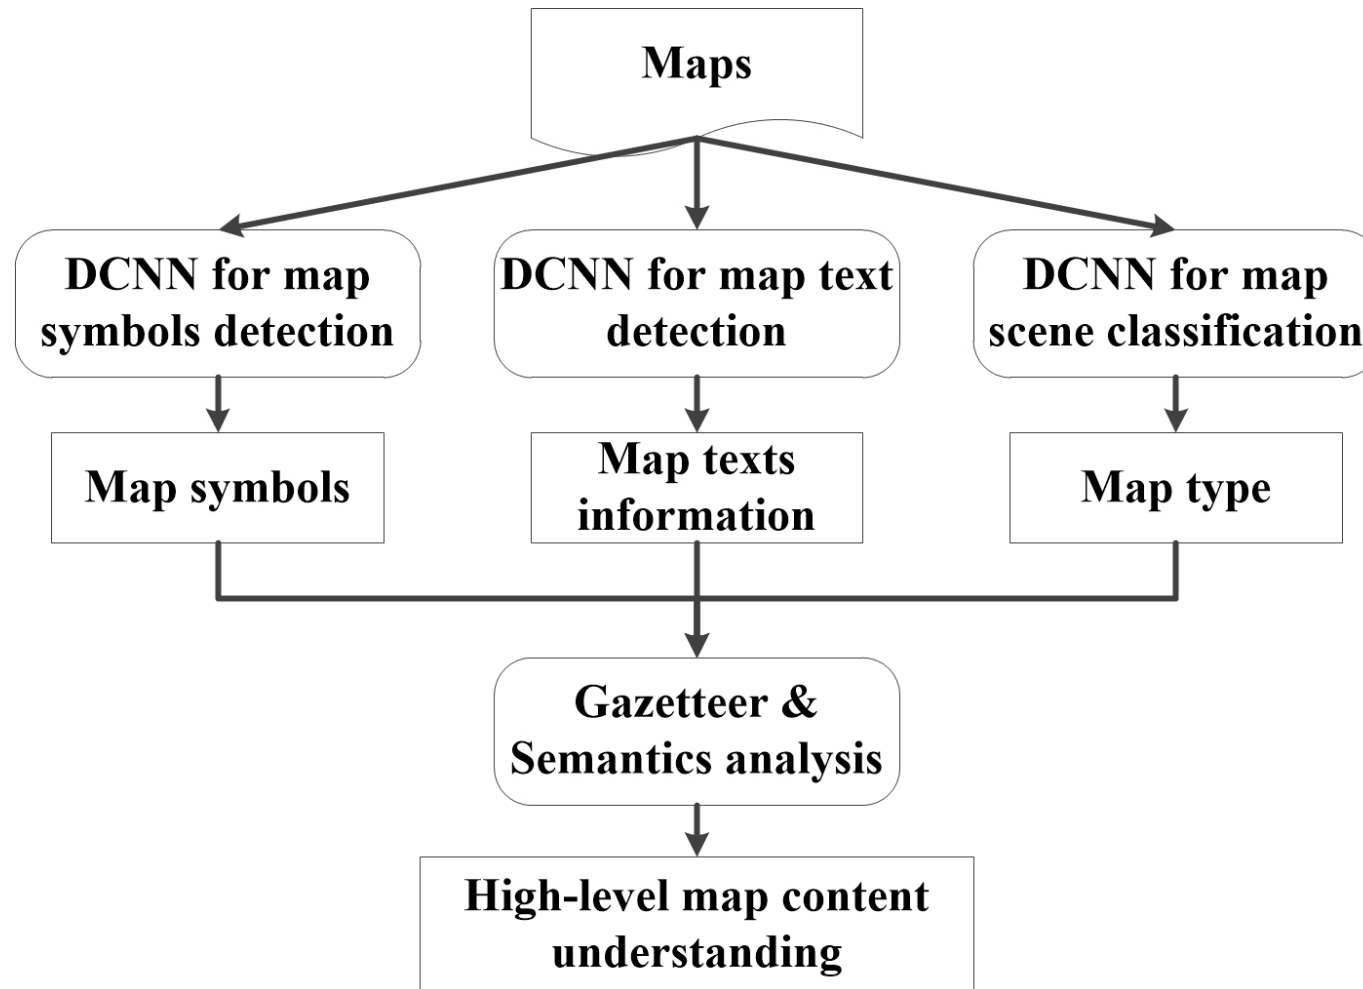 Maps
DCNN for map
symbols detection
DCNN for map text
detection
DCNN for map
scene classification
Map symbols
Map texts
information
Map type
Gazetteer &
Semantics analysis
High-level map content
understanding